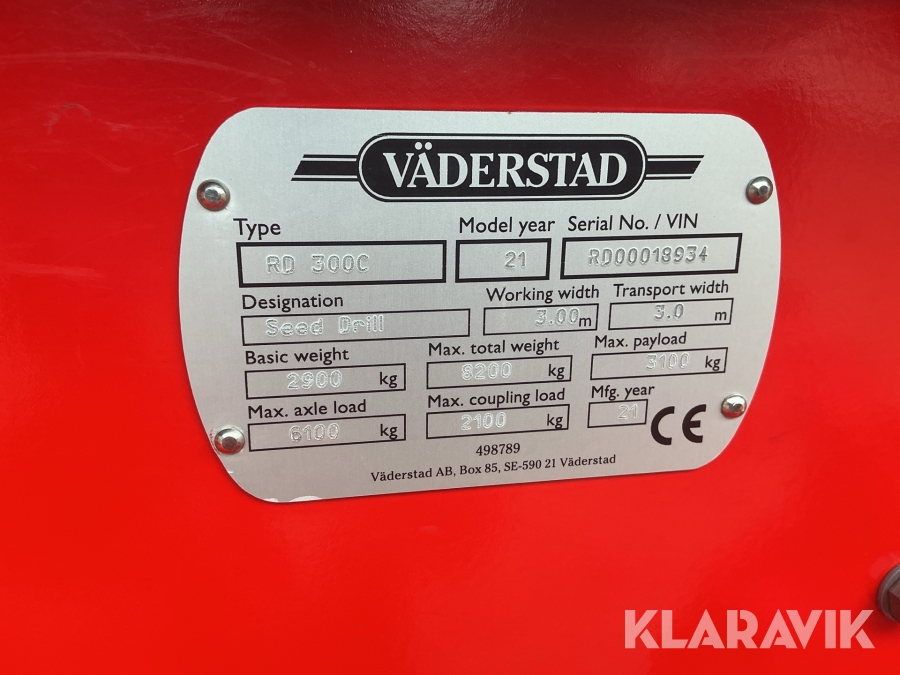 VÄDERSTAD
Type Model year Serial No. / VIN
RD 300C 21 RD00018934
Designation Working width Transport width
Seed Drill 3.00 m 3.0 m
Basic weight Max. total weight Max. payload
2900 kg 8200 kg 3100 kg
Max. axle load Max. coupling load Mfg. year
6100 kg 2100 kg 21 CE
498789
Väderstad AB, Box 85, SE-590 21 Väderstad
KLARAVIK